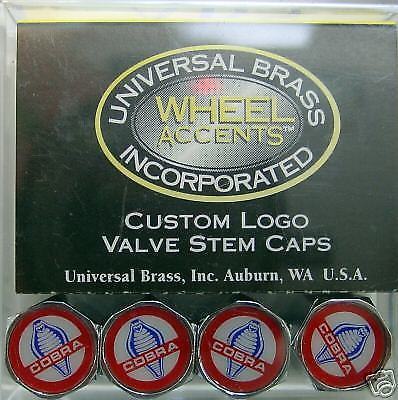 UNIVERSAL BRASS
WHEEL
ACCENTS™
INCORPORATED
CUSTOM LOGO
VALVE STEM CAPS
Universal Brass, Inc. Auburn, WA U.S.A.
COBRA
COBRA
COBRA
COBRA